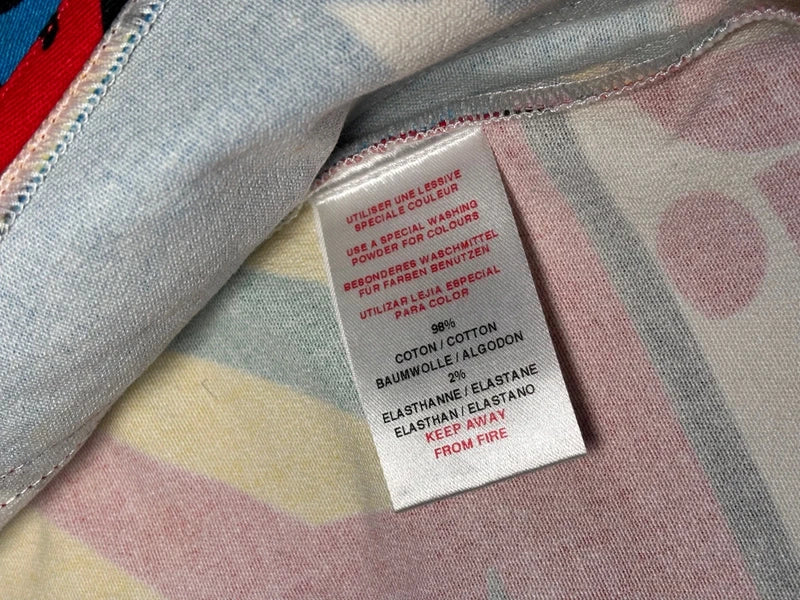 UTILISER UNE LESSIVE
SPECIALE COULEUR
USE A SPECIAL WASHING
POWDER FOR COLOURS
BESONDERES WASCHMITTEL
FÜR FARBEN BENUTZEN
UTILIZAR LEJIA ESPECIAL
PARA COLOR
98%
COTON / COTTON
BAUMWOLLE / ALGODON
2%
ELASTHANNE / ELASTANE
ELASTHAN / ELASTANO
KEEP AWAY
FROM FIRE